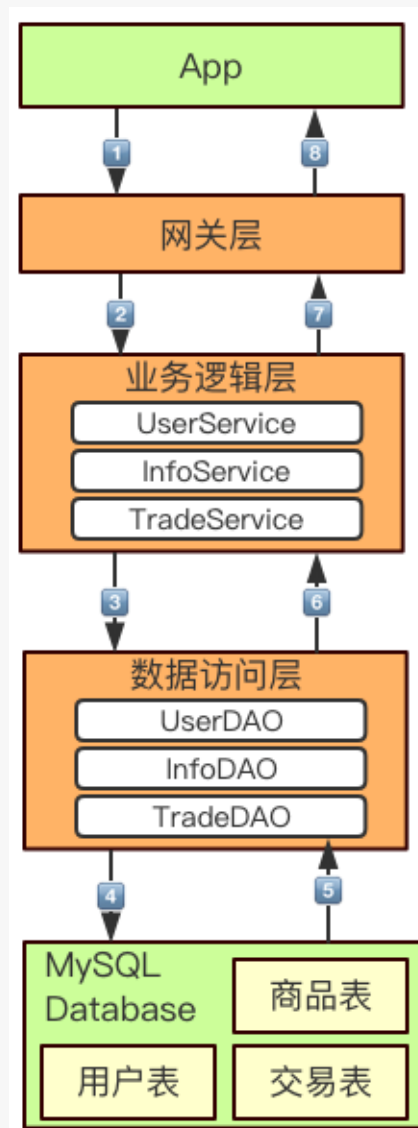 App
1
8
网关层
2
7
业务逻辑层
UserService
InfoService
TradeService
3
6
数据访问层
UserDAO
InfoDAO
TradeDAO
4
5
MySQL
Database
商品表
用户表
交易表